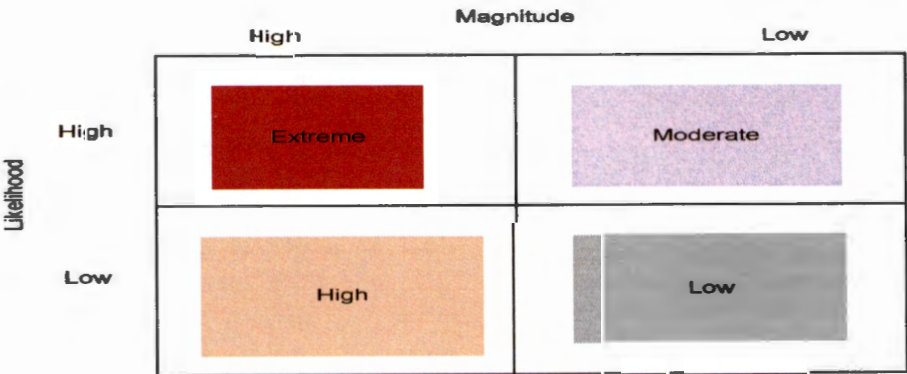 Magnitude
High Low
High Extreme Moderate
Likelihood
Low High Low